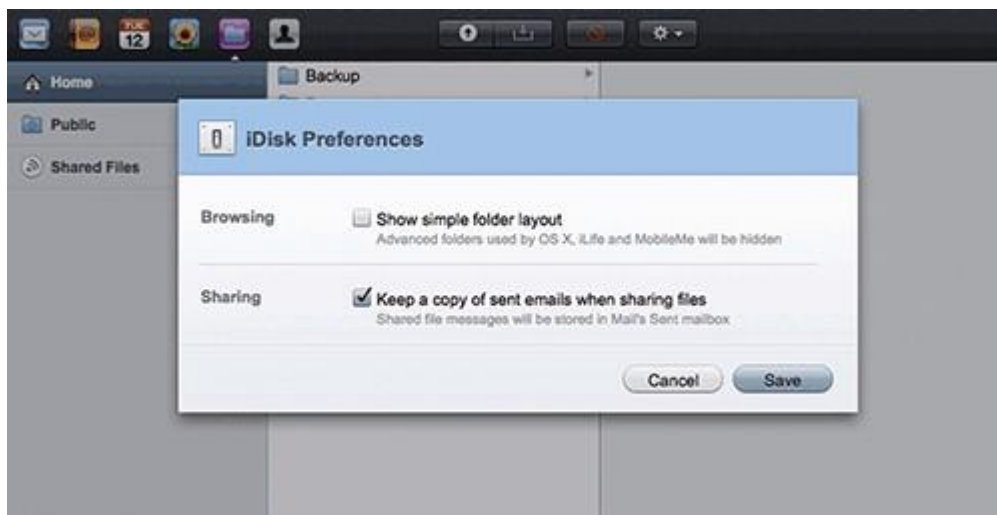 TUE
12
Home
Backup
Public
Shared Files
iDisk Preferences
Browsing
Show simple folder layout
Advanced folders used by OS X, iLife and MobileMe will be hidden
Sharing
Keep a copy of sent emails when sharing files
Shared file messages will be stored in Mail's Sent mailbox
Cancel
Save